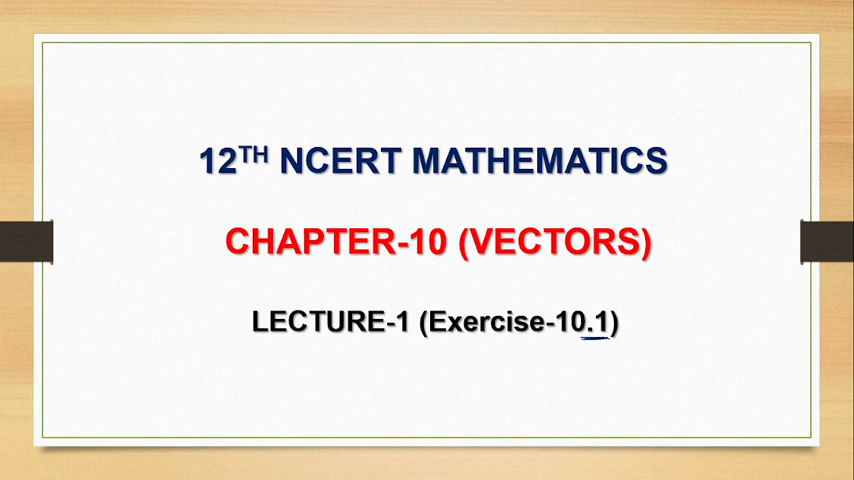 12TH NCERT MATHEMATICS
CHAPTER-10 (VECTORS)
LECTURE-1 (Exercise-10.1)